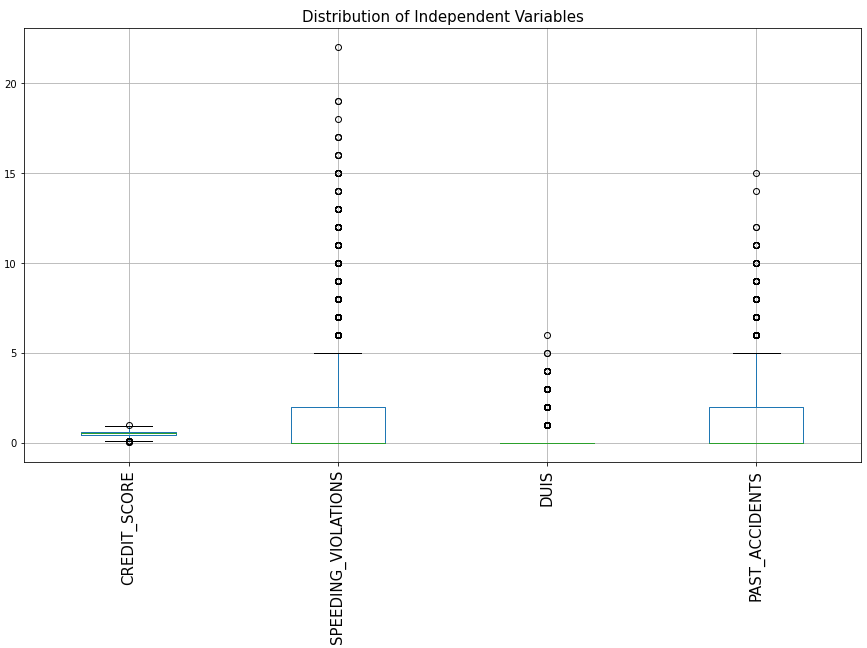 Distribution of Independent Variables
20
15
10
5
0
CREDIT_SCORE
SPEEDING_VIOLATIONS
DUIS
PAST_ACCIDENTS